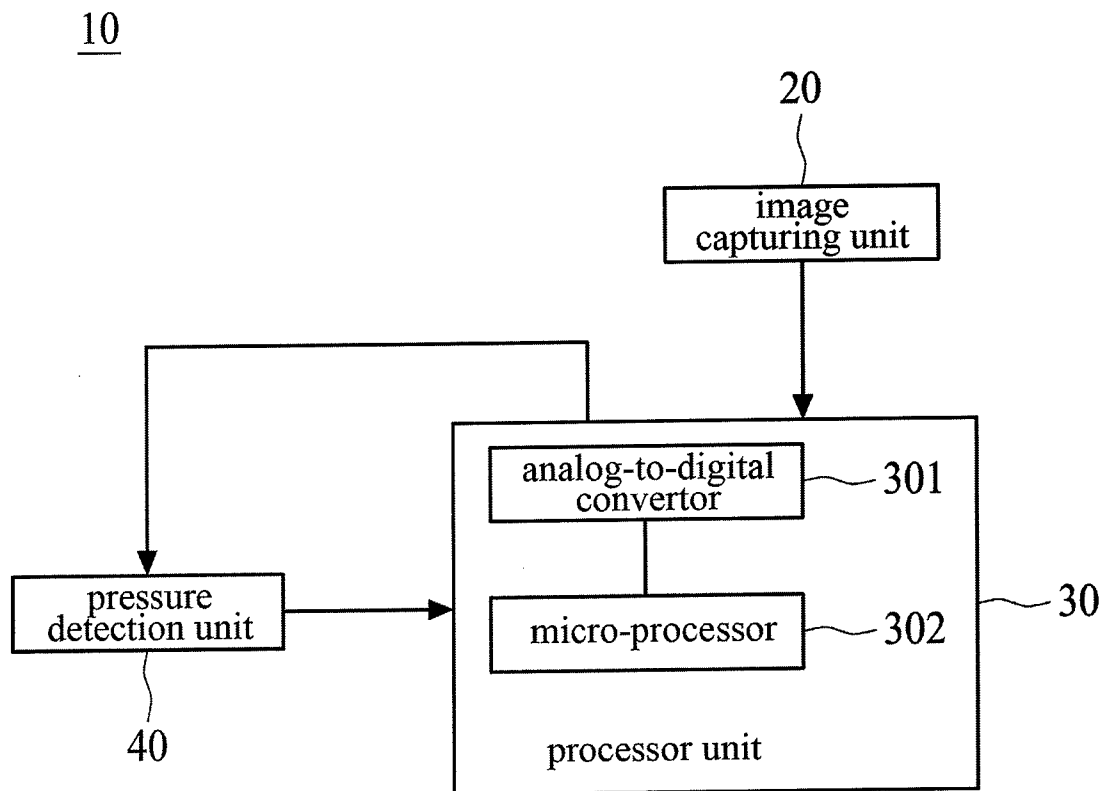 10
20
image
capturing unit
analog-to-digital
convertor
301
pressure
detection unit
micro-processor
302
30
40
processor unit